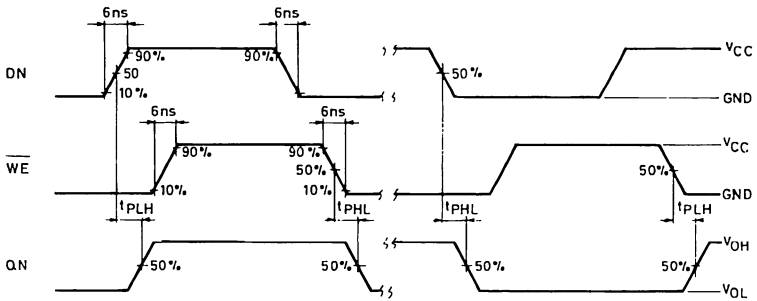 6ns 6ns
90% 90% VCC
DN 50 50%
10% GND
6ns 6ns
90% 90% VCC
WE 50% 50%
10% 10% GND
tPLH tPHL tPHL tPLH
VOH
QN 50% 50% 50% 50%
VOL